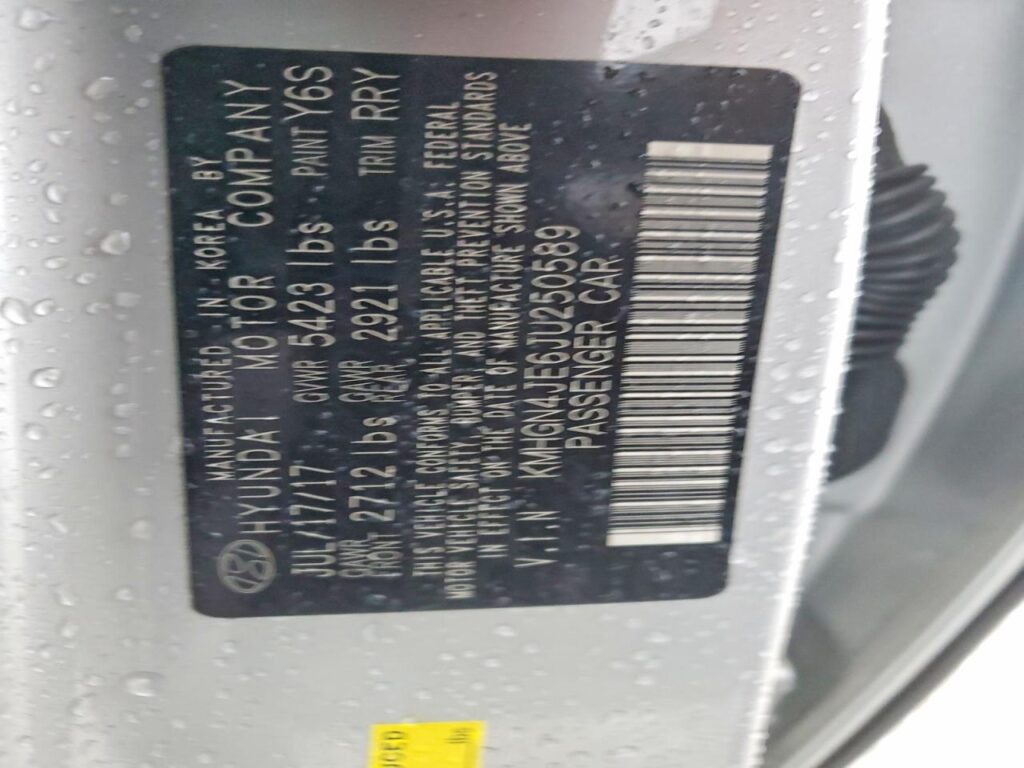 MANUFACTURED IN KOREA BY
HYUNDAI MOTOR COMPANY
JUL/17/17 GVWR 5423 lbs PANT Y6S
GAWR FRONT 2712 lbs GAWR REAR 2921 lbs TRIM RRY
THIS VEHICLE CONFORMS TO ALL APPLICABLE U.S.A. FEDERAL
MOTOR VEHICLE SAFETY, BUMPER AND THEFT PREVENTION STANDARDS
IN EFFECT ON THE DATE OF MANUFACTURE SHOWN ABOVE
V.I.N KMHGN4JE6JU250589
PASSENGER CAR